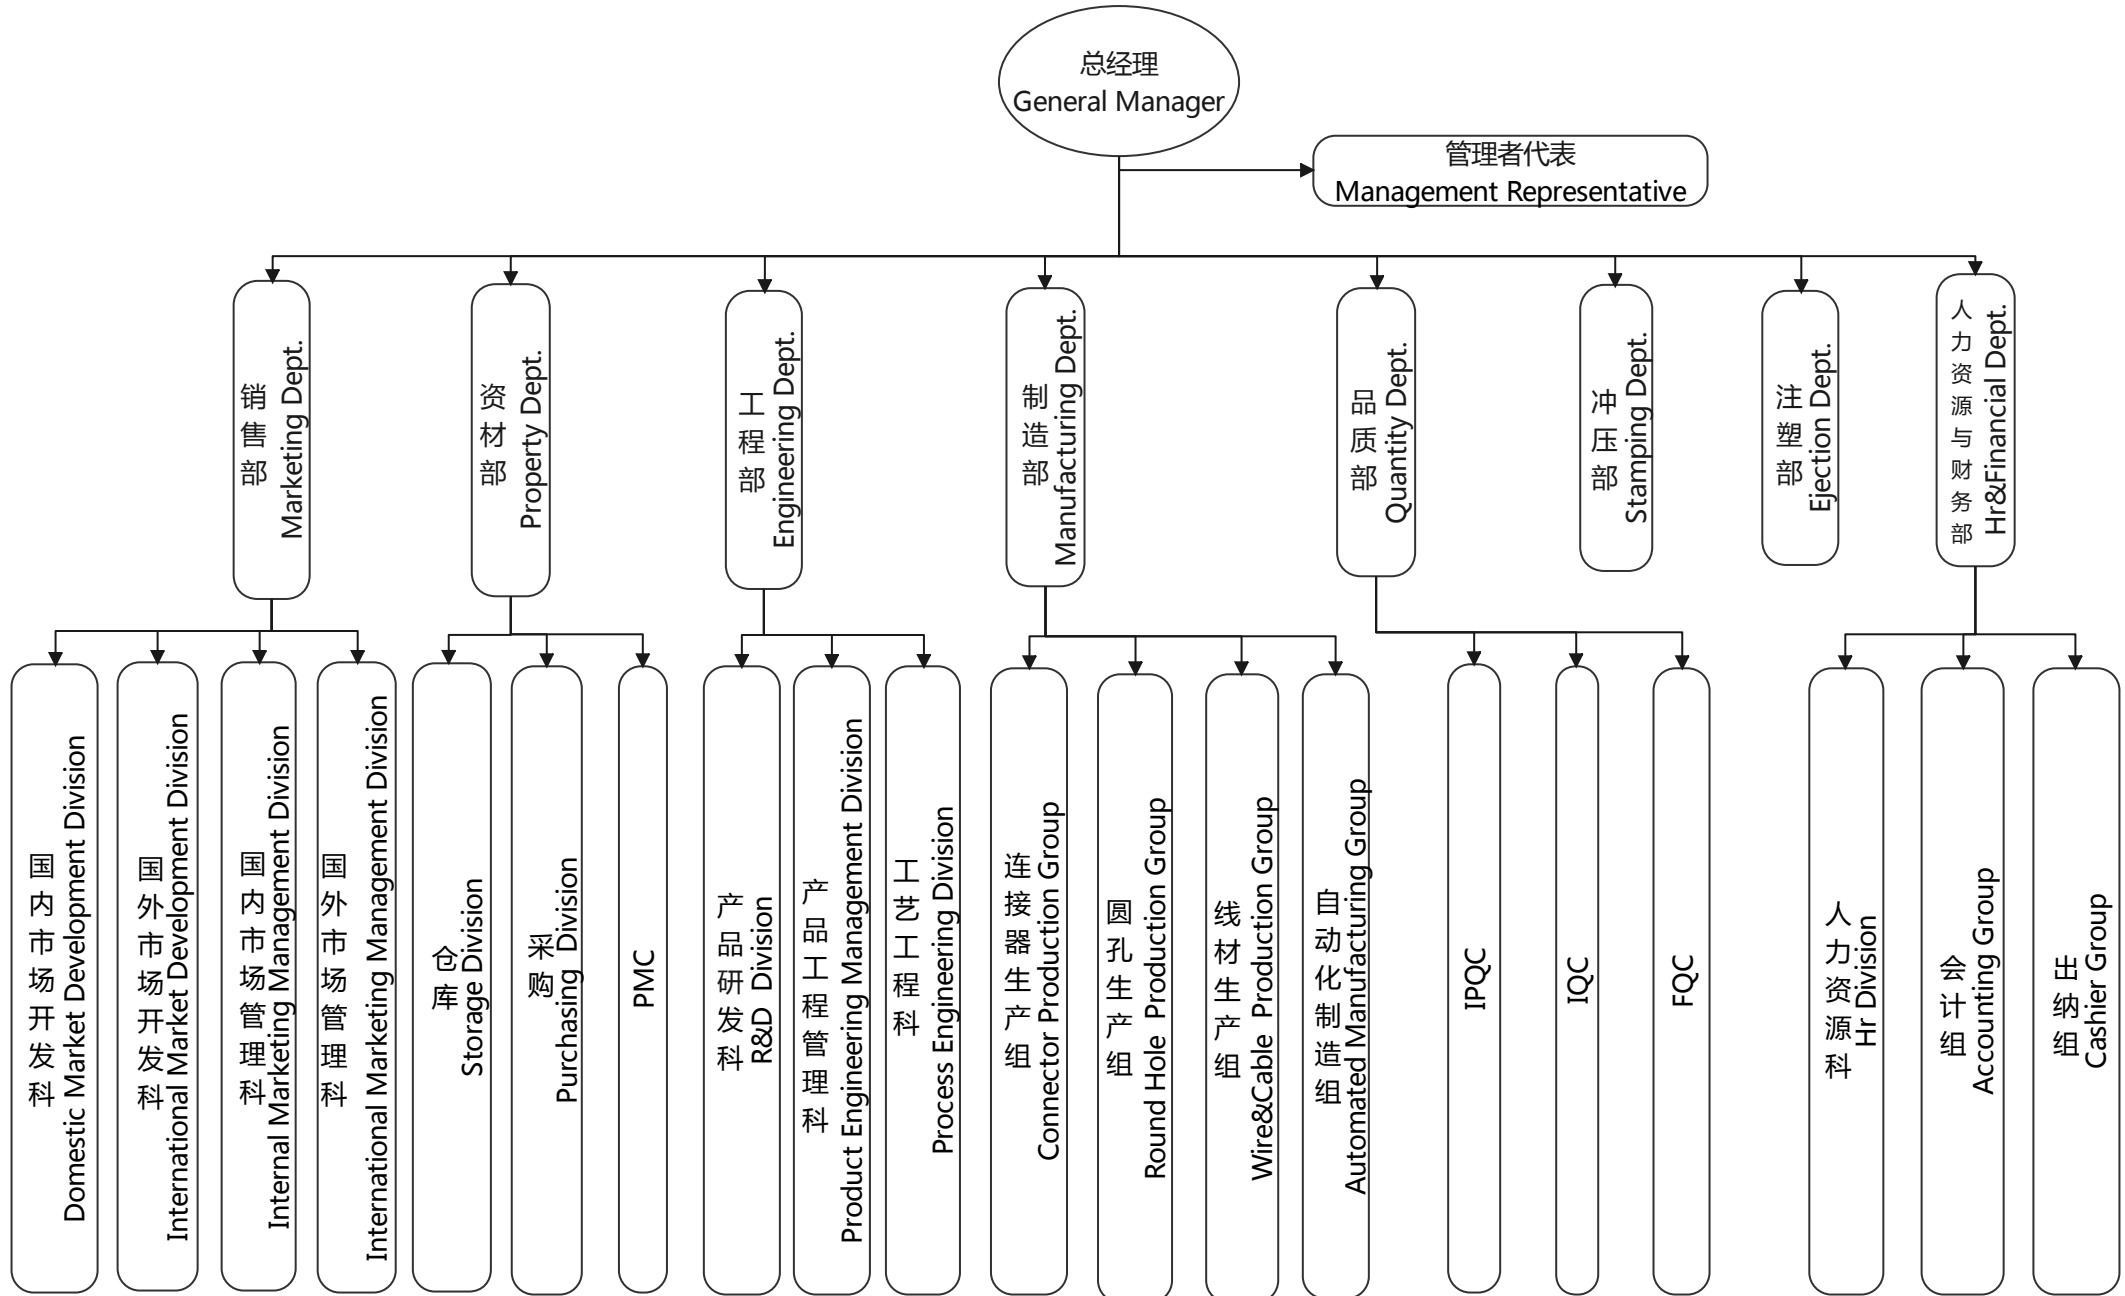 总经理
General Manager
管理者代表
Management Representative
销售部
Marketing Dept.
资材部
Property Dept.
工程部
Engineering Dept.
制造部
Manufacturing Dept.
品质部
Quantity Dept.
冲压部
Stamping Dept.
注塑部
Ejection Dept.
人力资源与财务部
Hr&Financial Dept.
国内市场开发科
Domestic Market Development Division
国外市场开发科
International Market Development Division
国内市场管理科
Internal Marketing Management Division
国外市场管理科
International Marketing Management Division
仓库
Storage Division
采购
Purchasing Division
PMC
产品研发科
R&D Division
产品工程管理科
Product Engineering Management Division
工艺工程科
Process Engineering Division
连接器生产组
Connector Production Group
圆孔生产组
Round Hole Production Group
线材生产组
Wire&Cable Production Group
自动化制造组
Automated Manufacturing Group
IPQC
IQC
FQC
人力资源科
Hr Division
会计组
Accounting Group
出纳组
Cashier Group